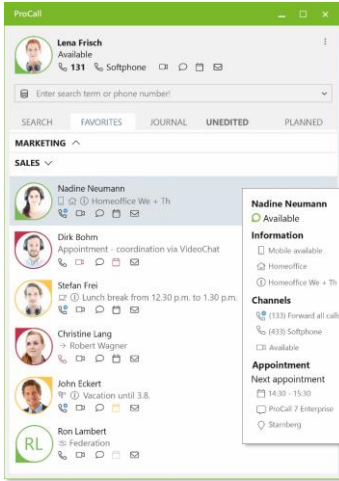 ProCall
Lena Frisch
Available
131 Softphone
Enter search term or phone number!
SEARCH FAVORITES JOURNAL UNEDITED PLANNED
MARKETING
SALES
Nadine Neumann
Homeoffice We + Th
Dirk Bohm
Appointment - coordination via VideoChat
Stefan Frei
Lunch break from 12.30 p.m. to 1.30 p.m.
Christine Lang
→ Robert Wagner
John Eckert
Vacation until 3.8.
RL
Ron Lambert
Federation
Nadine Neumann
Available
Information
Mobile available
Homeoffice
Homeoffice We + Th
Channels
(133) Forward all calls
(433) Softphone
Available
Appointment
Next appointment
14:30 - 15:30
ProCall 7 Enterprise
Starnberg